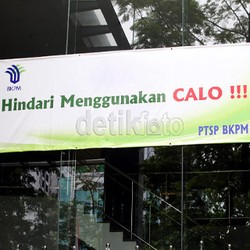 BKPM
Hindari Menggunakan CALO !!!
detikfoto
PTSP BKPM